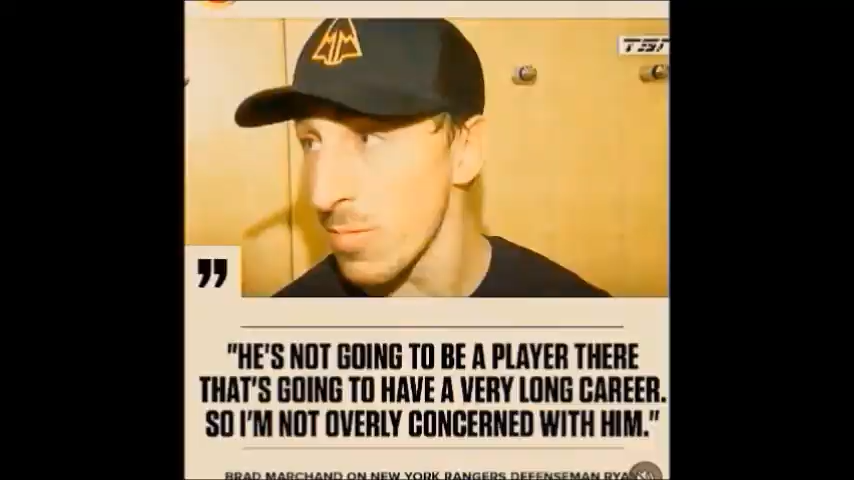 TSN
"HE'S NOT GOING TO BE A PLAYER THERE
THAT'S GOING TO HAVE A VERY LONG CAREER.
SO I'M NOT OVERLY CONCERNED WITH HIM."
BRAD MARCHAND ON NEW YORK RANGERS DEFENSEMAN